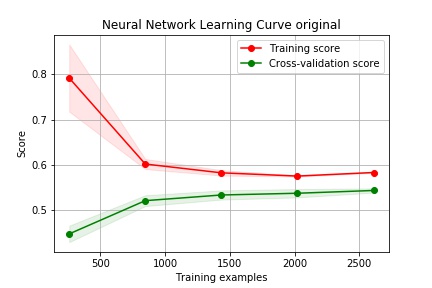 Neural Network Learning Curve original
Training score
Cross-validation score
Score
0.8
0.7
0.6
0.5
500
1000
1500
2000
2500
Training examples